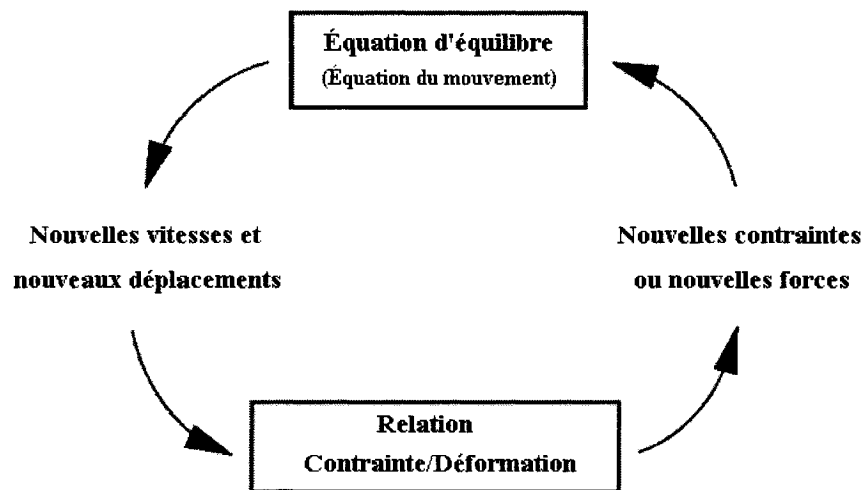 Équation d'équilibre
(Équation du mouvement)
Nouvelles vitesses et
nouveaux déplacements
Nouvelles contraintes
ou nouvelles forces
Relation
Contrainte/Déformation